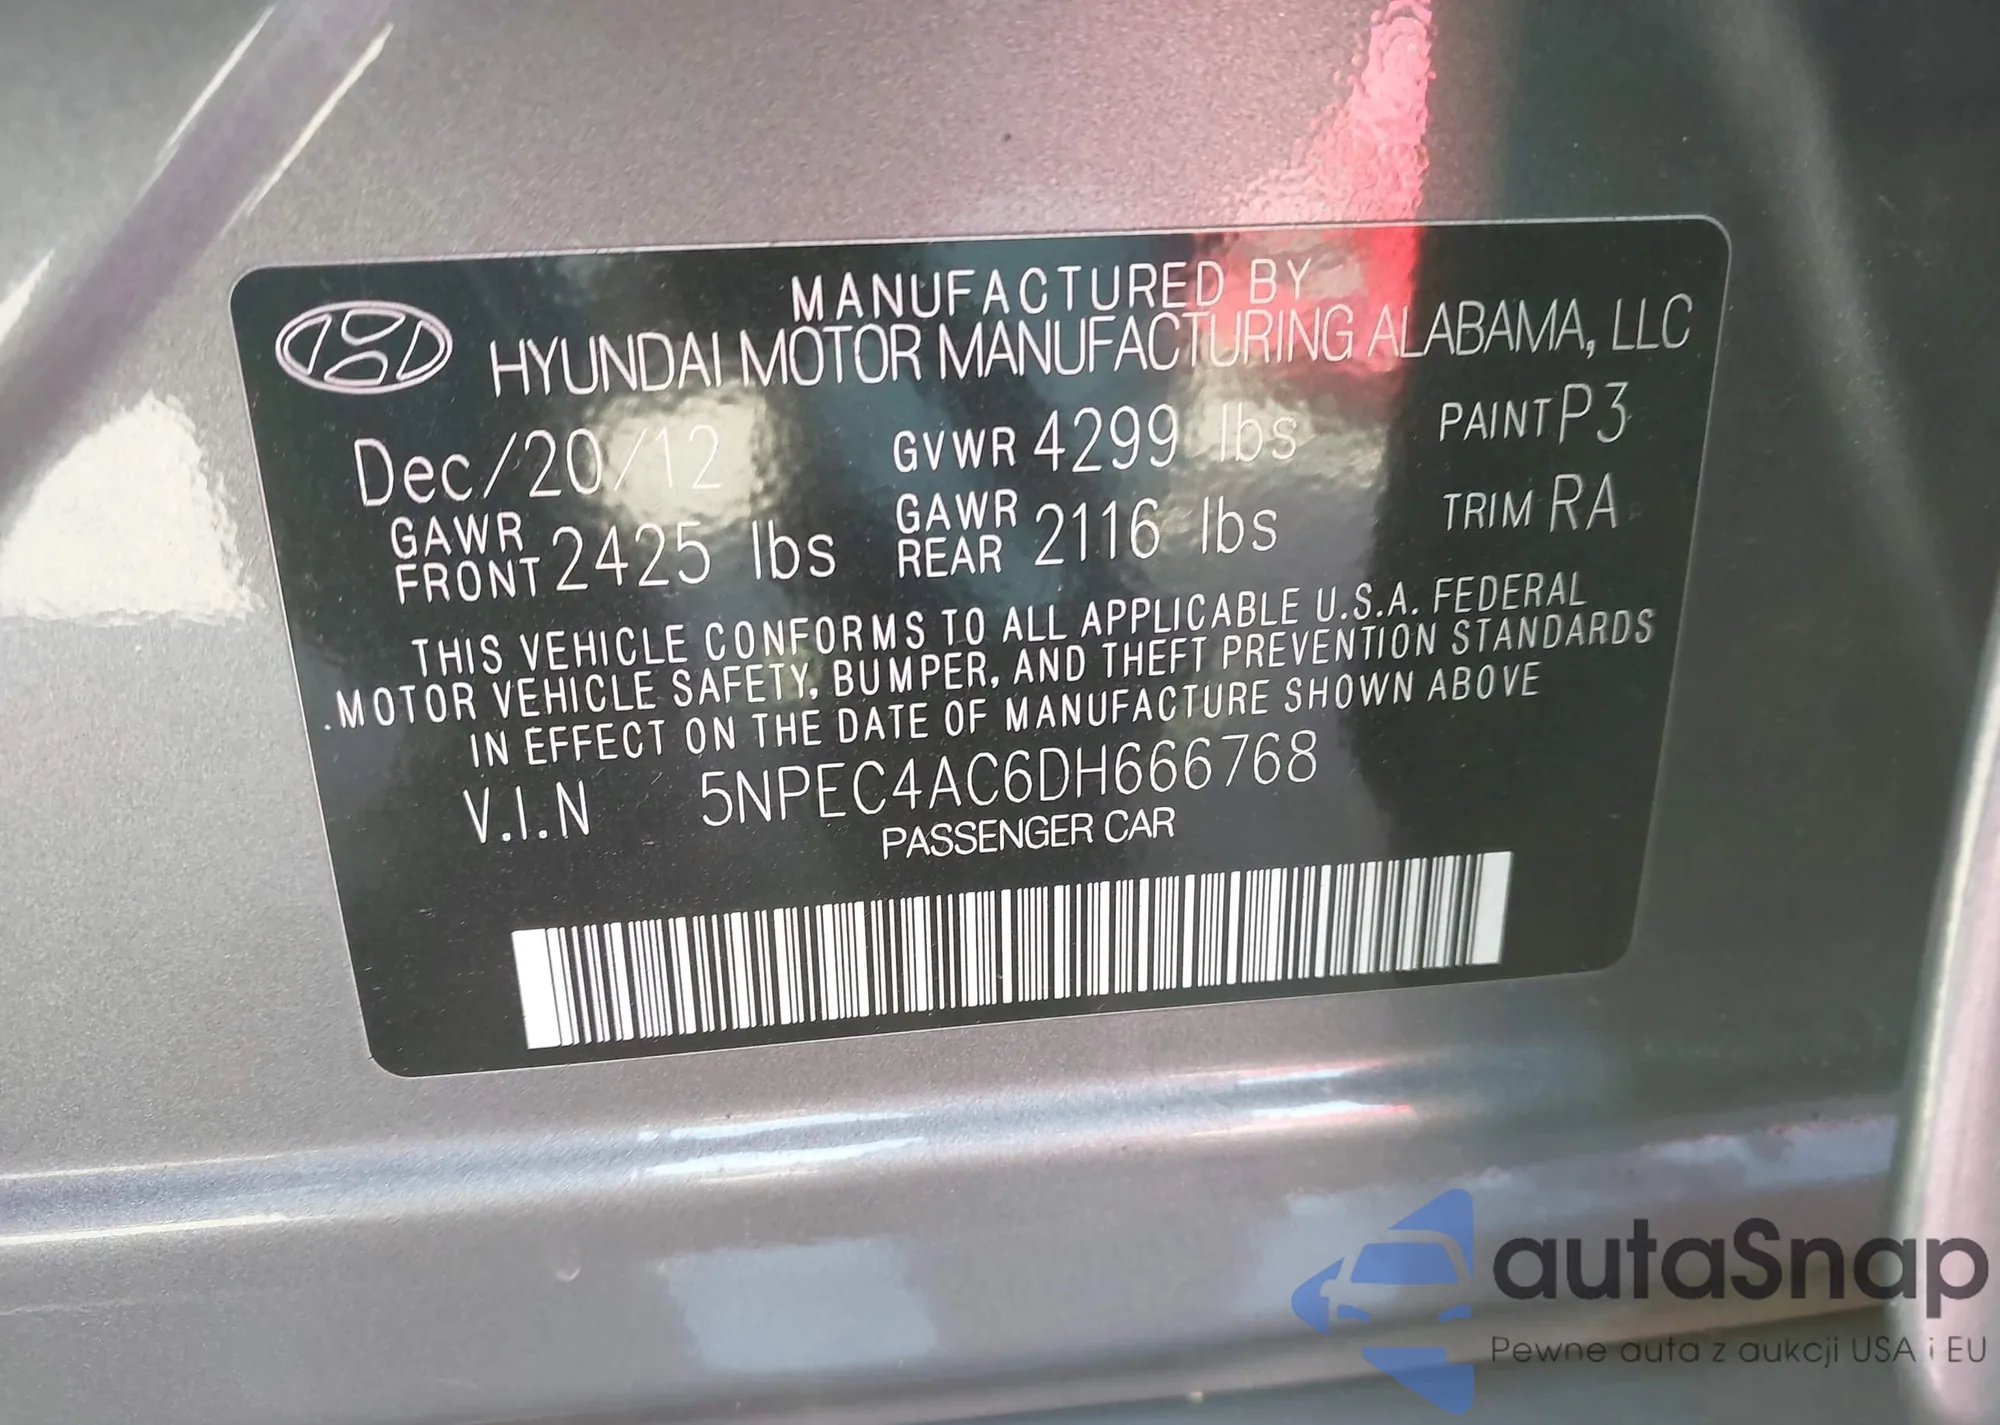 MANUFACTURED BY
HYUNDAI MOTOR MANUFACTURING ALABAMA, LLC
Dec/20/12 GVWR 4299 lbs PAINT P3
GAWR FRONT 2425 lbs GAWR REAR 2116 lbs TRIM RA
THIS VEHICLE CONFORMS TO ALL APPLICABLE U.S.A. FEDERAL
.MOTOR VEHICLE SAFETY, BUMPER, AND THEFT PREVENTION STANDARDS
IN EFFECT ON THE DATE OF MANUFACTURE SHOWN ABOVE
V.I.N 5NPEC4AC6DH666768
PASSENGER CAR
autaSnap
Pewne auta z aukcji USA i EU